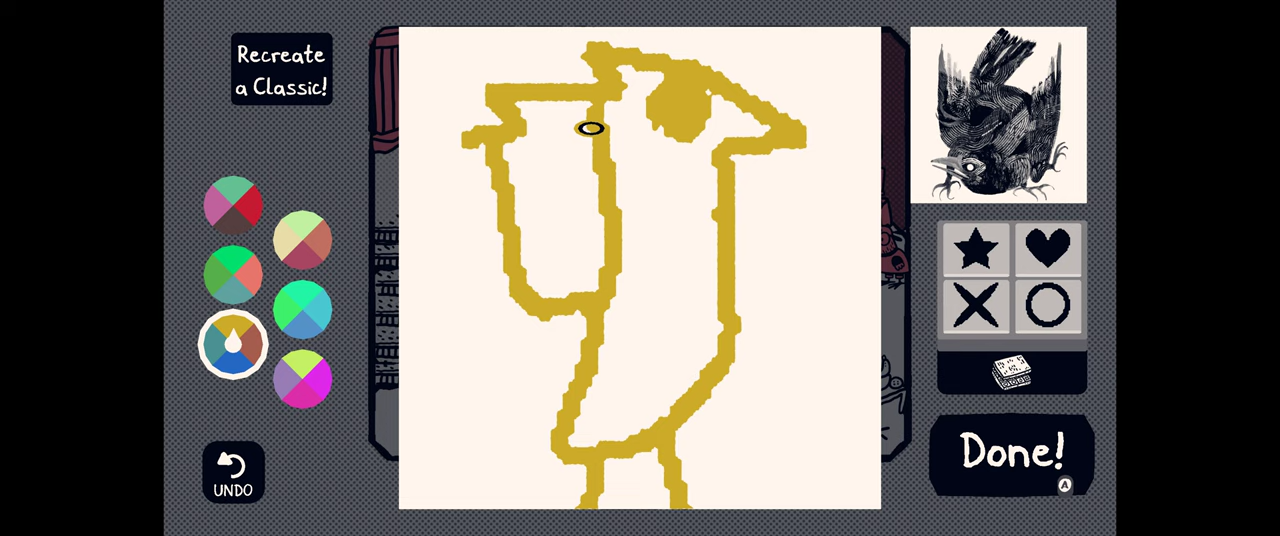 Recreate
a Classic!
UNDO
Done!
A